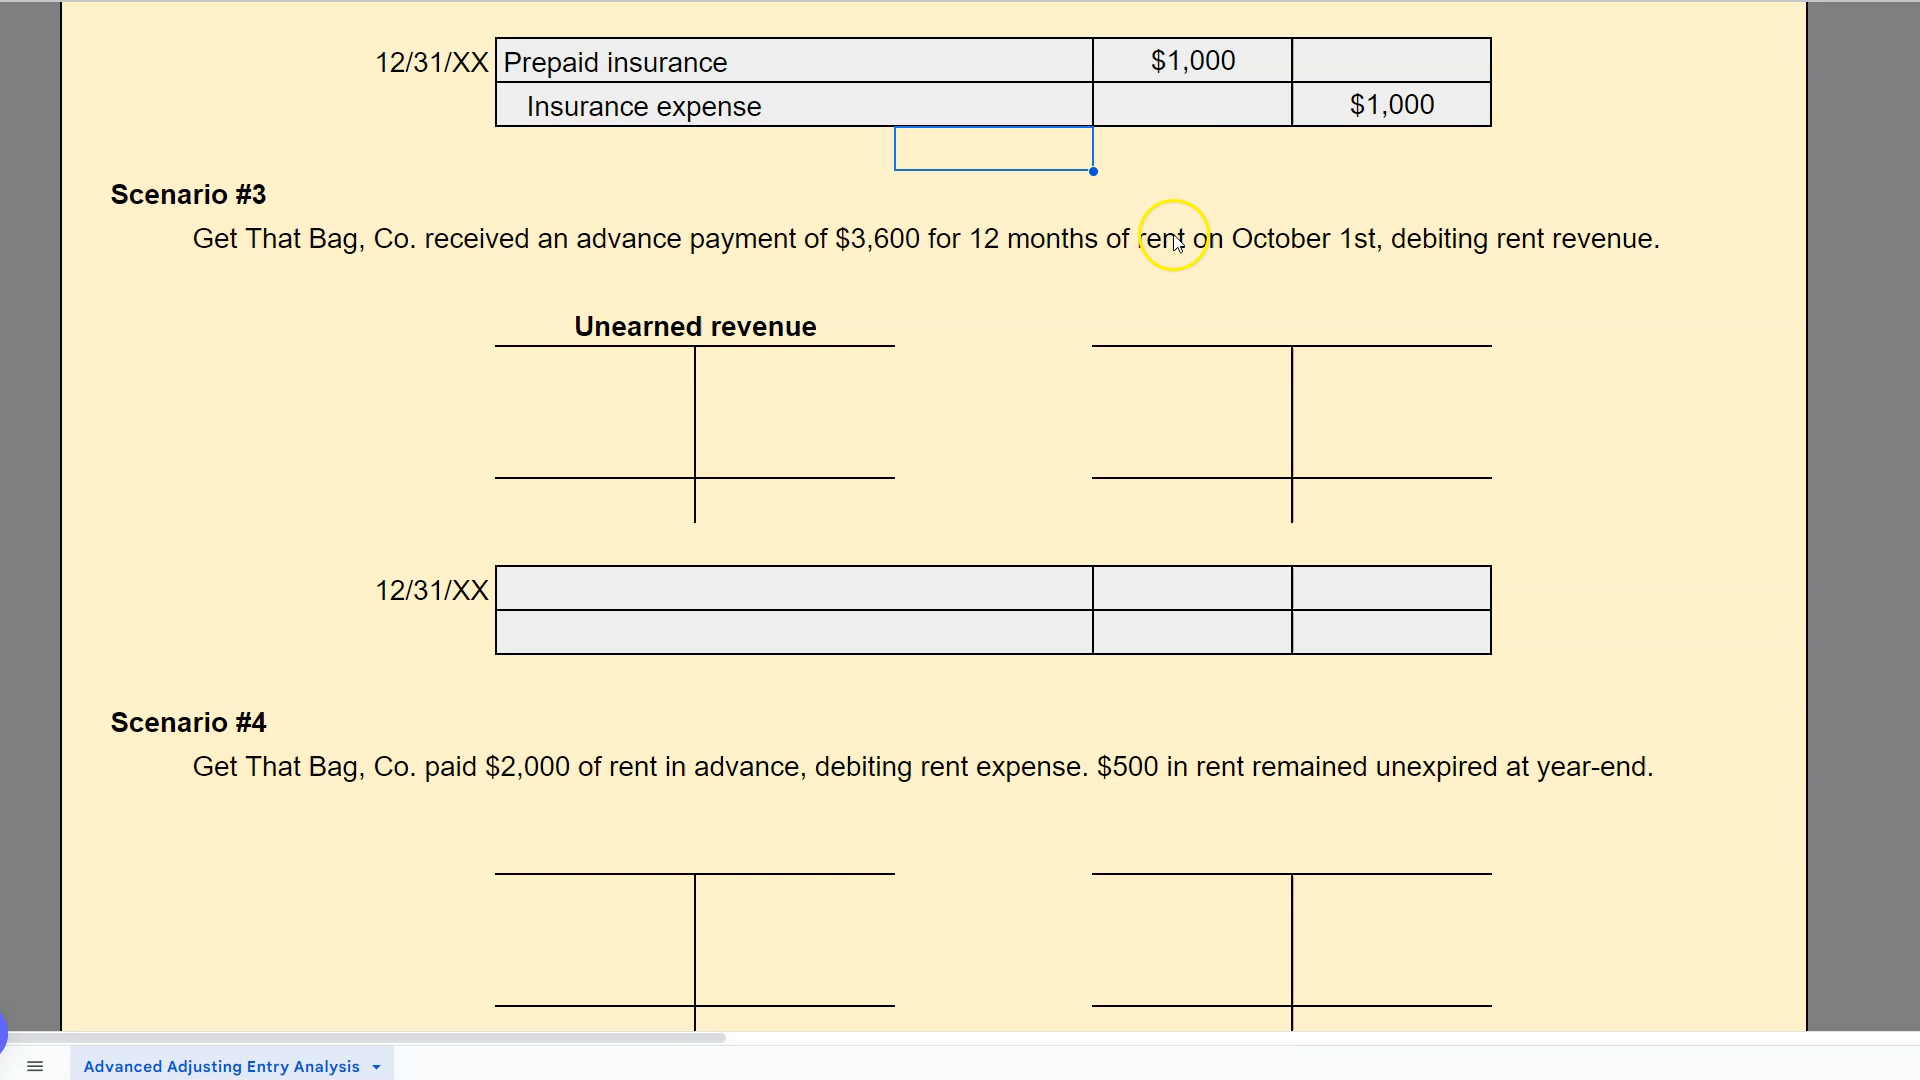 12/31/XX Prepaid insurance $1,000
Insurance expense $1,000
Scenario #3
Get That Bag, Co. received an advance payment of $3,600 for 12 months of rent on October 1st, debiting rent revenue.
Unearned revenue
12/31/XX
Scenario #4
Get That Bag, Co. paid $2,000 of rent in advance, debiting rent expense. $500 in rent remained unexpired at year-end.
Advanced Adjusting Entry Analysis